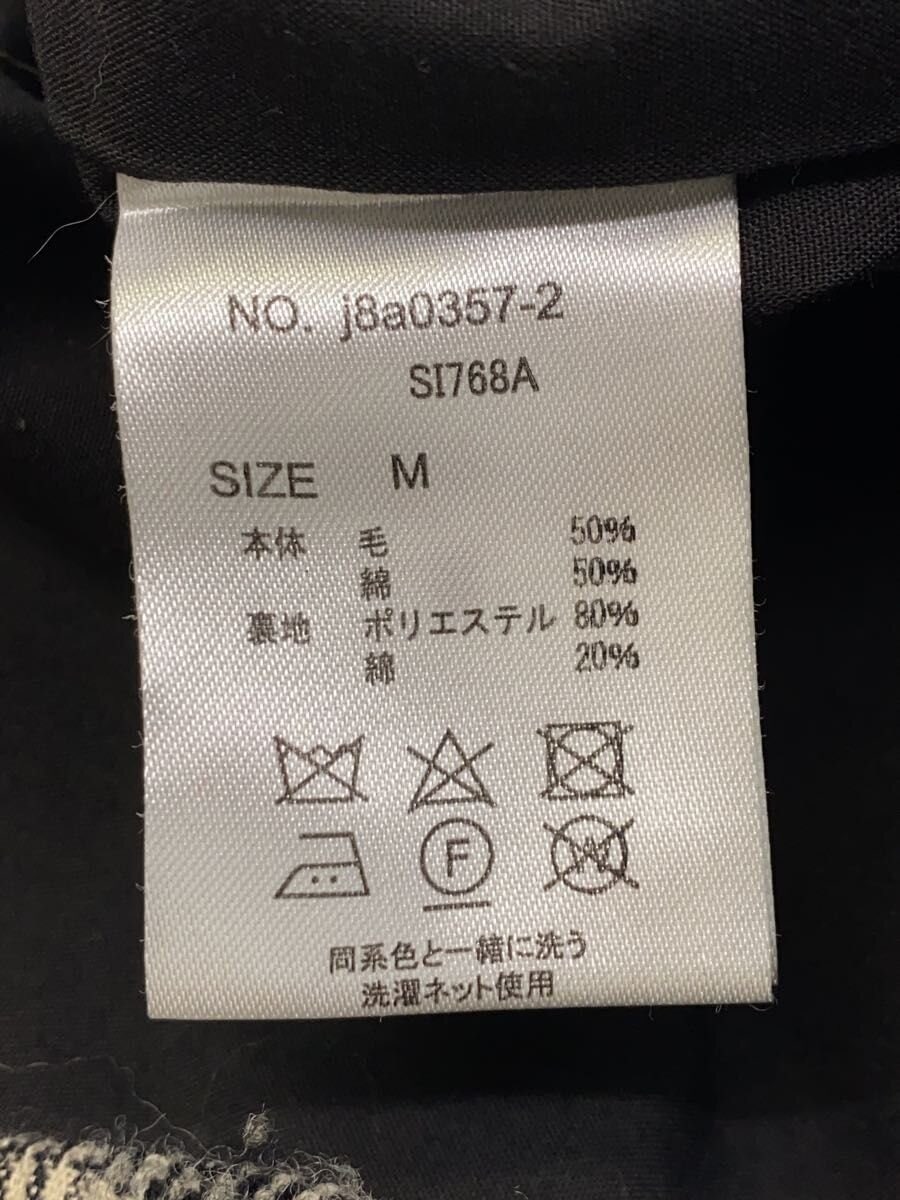 NO. j8a0357-2
SI768A
SIZE M
本体 毛 50%
綿 50%
裏地 ポリエステル 80%
綿 20%
F
W
同系色と一緒に洗う
洗濯ネット使用